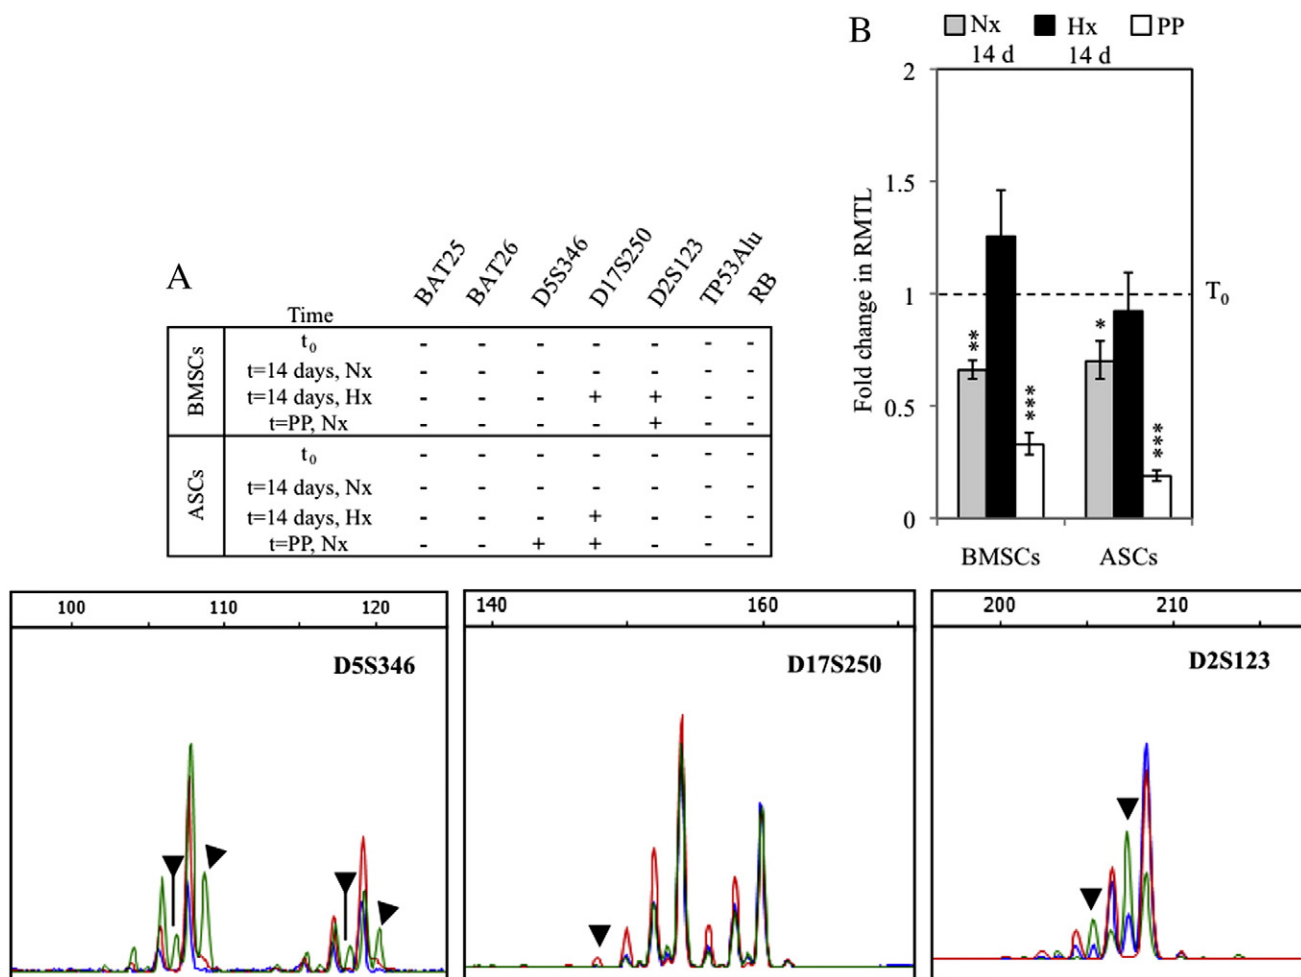 A
BAT25 BAT26 D5S346 D17S250 D2S123 TP53Alu RB
Time
BMSCs
t0 - - - - - - -
t=14 days, Nx - - - - - - -
t=14 days, Hx - - - + + - -
t=PP, Nx - - - - + - -
ASCs
t0 - - - - - - -
t=14 days, Nx - - - - - - -
t=14 days, Hx - - - + - - -
t=PP, Nx - - + + - - -
B
Nx Hx PP
14 d 14 d
Fold change in RMTL
2
1.5
1
0.5
0
T0
** *** * ***
BMSCs ASCs
100 110 120
D5S346
140 160
D17S250
200 210
D2S123